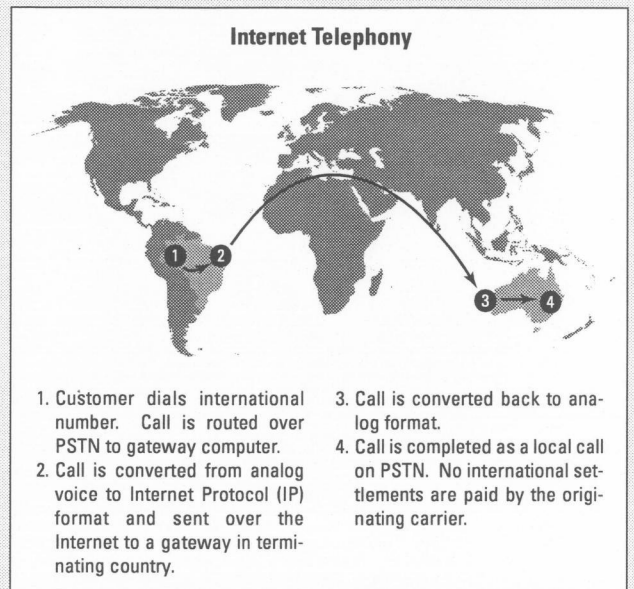 Internet Telephony
1
2
3
4
1. Customer dials international
number. Call is routed over
PSTN to gateway computer.
2. Call is converted from analog
voice to Internet Protocol (IP)
format and sent over the
Internet to a gateway in termi-
nating country.
3. Call is converted back to ana-
log format.
4. Call is completed as a local call
on PSTN. No international set-
tlements are paid by the origi-
nating carrier.